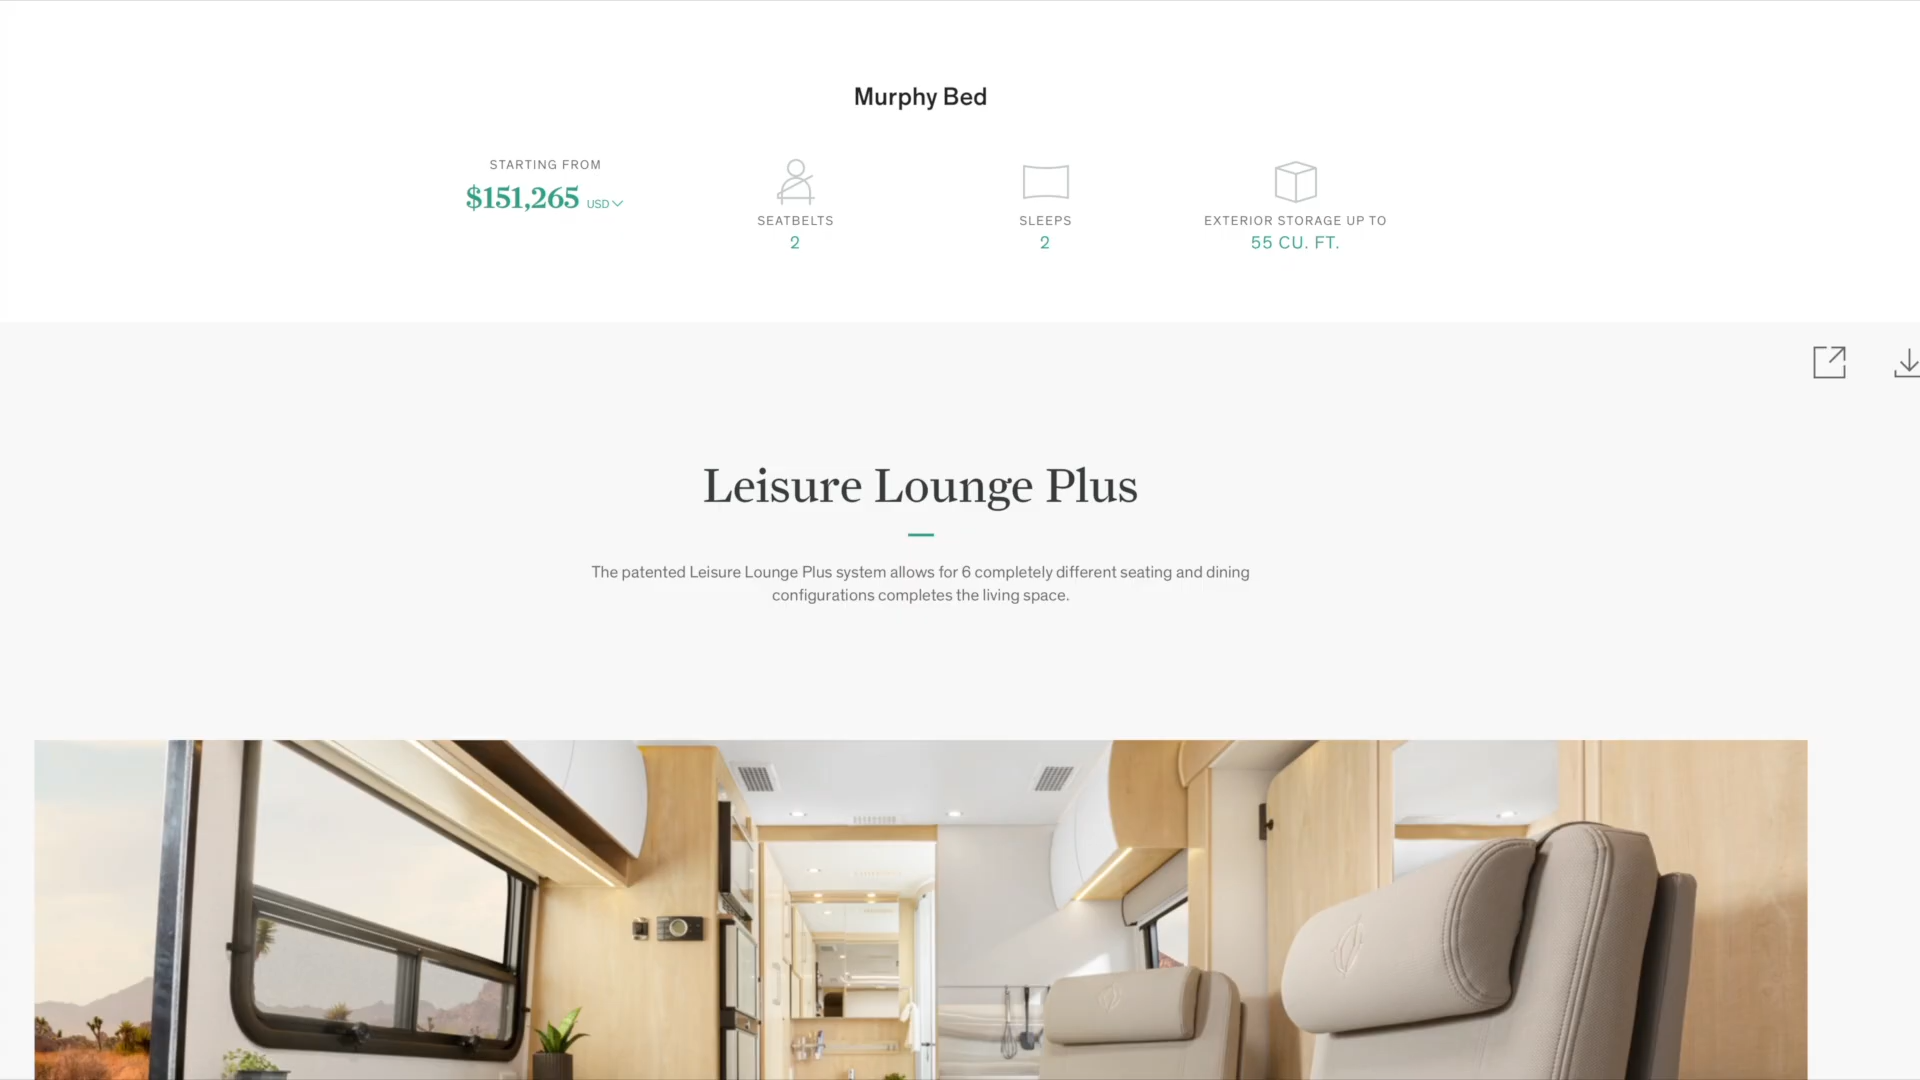 Murphy Bed
STARTING FROM
$151,265 USD
SEATBELTS
2
SLEEPS
2
EXTERIOR STORAGE UP TO
55 CU. FT.
Leisure Lounge Plus
The patented Leisure Lounge Plus system allows for 6 completely different seating and dining
configurations completes the living space.